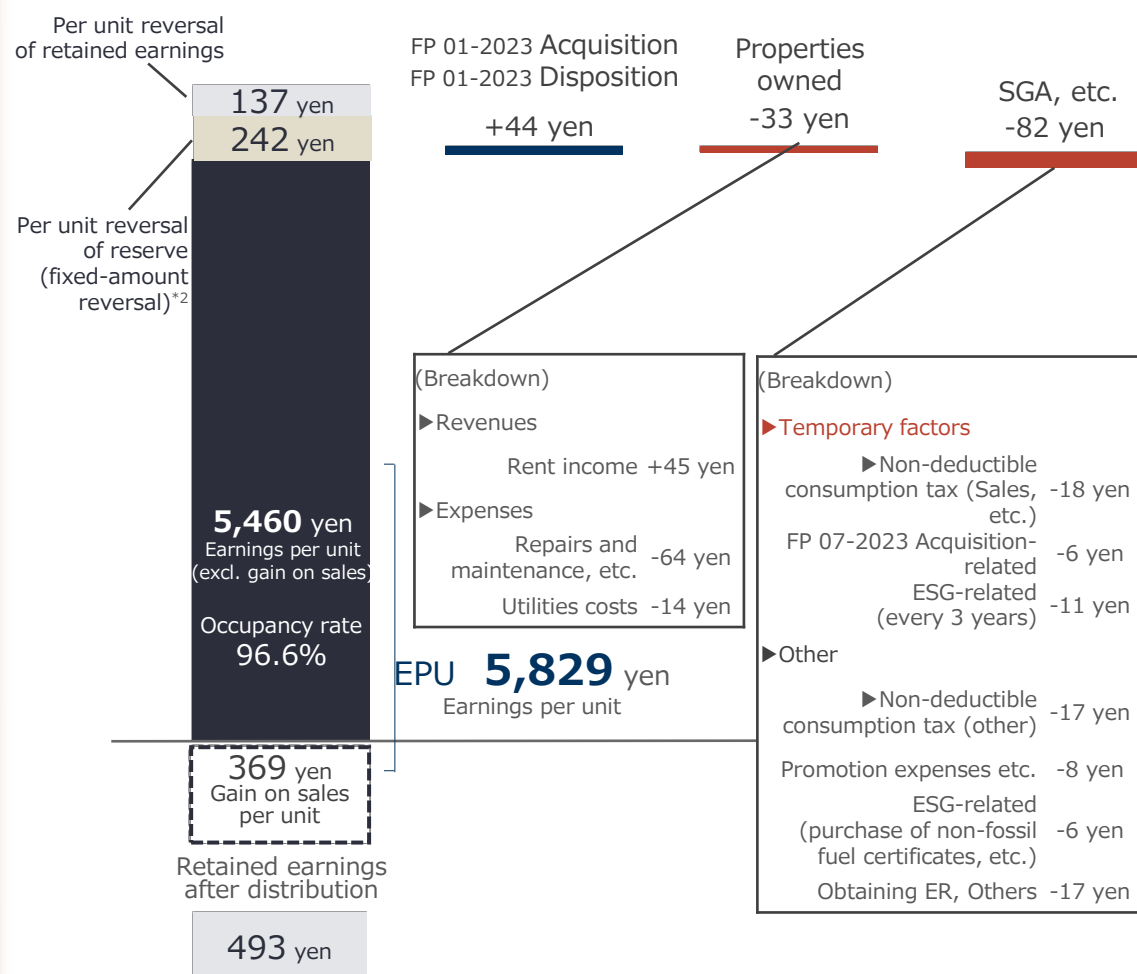 Per unit reversal
of retained earnings
137 yen
242 yen
Per unit reversal
of reserve
(fixed-amount
reversal)*2
5,460 yen
Earnings per unit
(excl. gain on sales)
Occupancy rate
96.6%
369 yen
Gain on sales
per unit
Retained earnings
after distribution
493 yen
EPU 5,829 yen
Earnings per unit
FP 01-2023 Acquisition
FP 01-2023 Disposition
+44 yen
Properties
owned
-33 yen
SGA, etc.
-82 yen
(Breakdown)
▶Revenues
Rent income +45 yen
▶Expenses
Repairs and
maintenance, etc. -64 yen
Utilities costs -14 yen
(Breakdown)
▶Temporary factors
▶Non-deductible
consumption tax (Sales, -18 yen
etc.)
FP 07-2023 Acquisition-
related -6 yen
ESG-related
(every 3 years) -11 yen
▶Other
▶Non-deductible
consumption tax (other) -17 yen
Promotion expenses etc. -8 yen
ESG-related
(purchase of non-fossil -6 yen
fuel certificates, etc.)
Obtaining ER, Others -17 yen